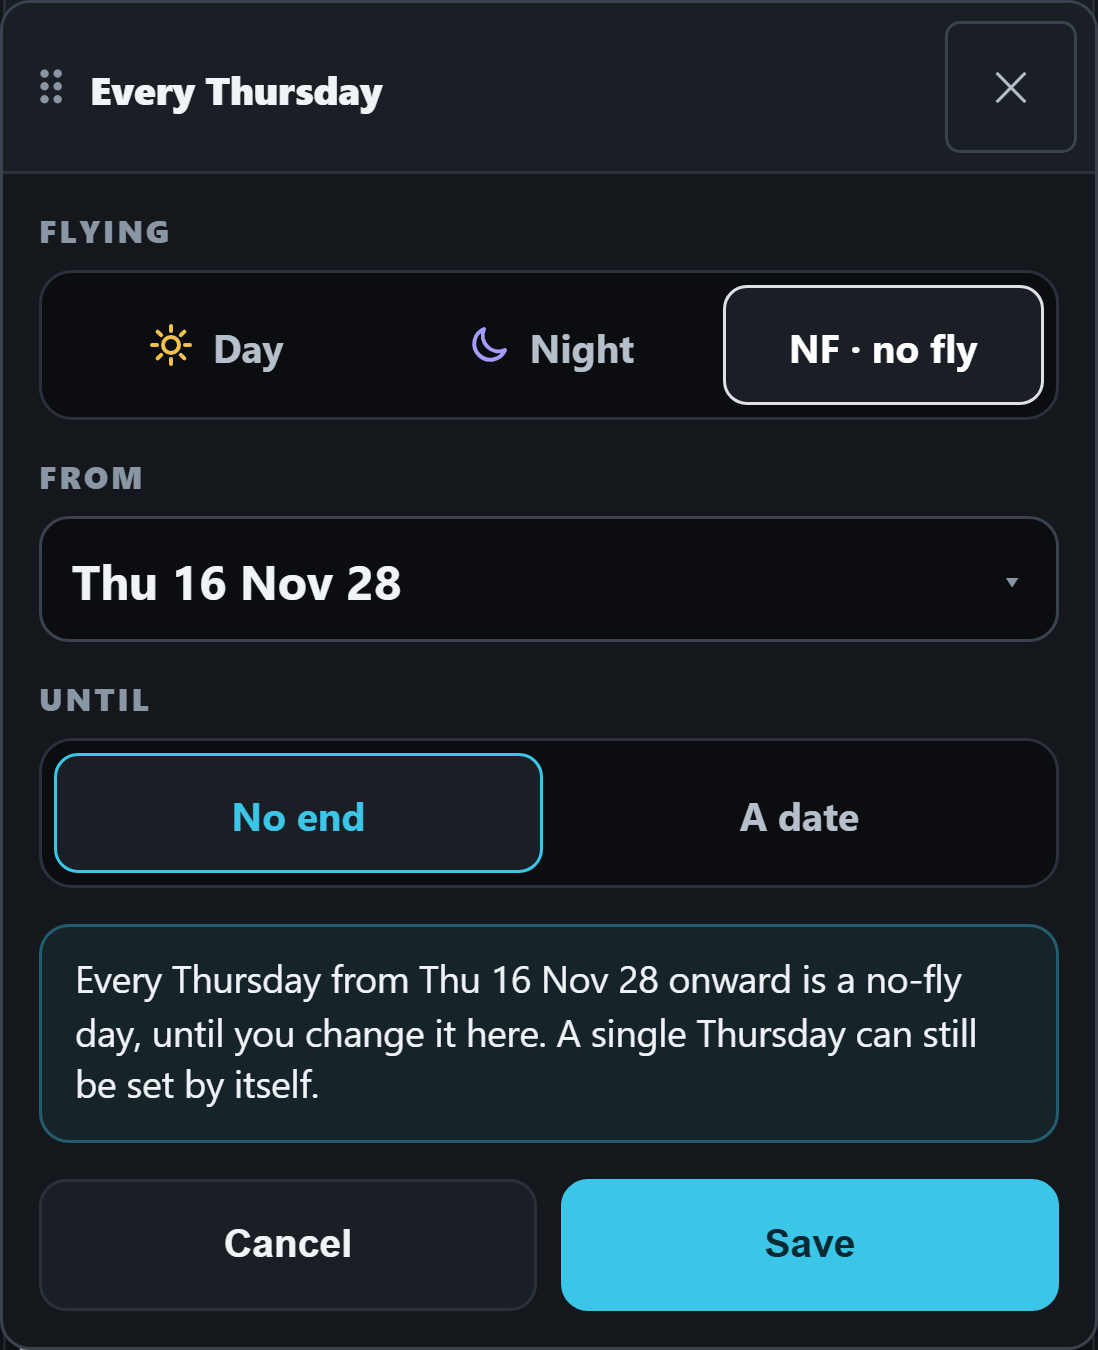 Every Thursday
FLYING
Day
Night
NF · no fly
FROM
Thu 16 Nov 28
UNTIL
No end
A date
Every Thursday from Thu 16 Nov 28 onward is a no-fly
day, until you change it here. A single Thursday can still
be set by itself.
Cancel
Save